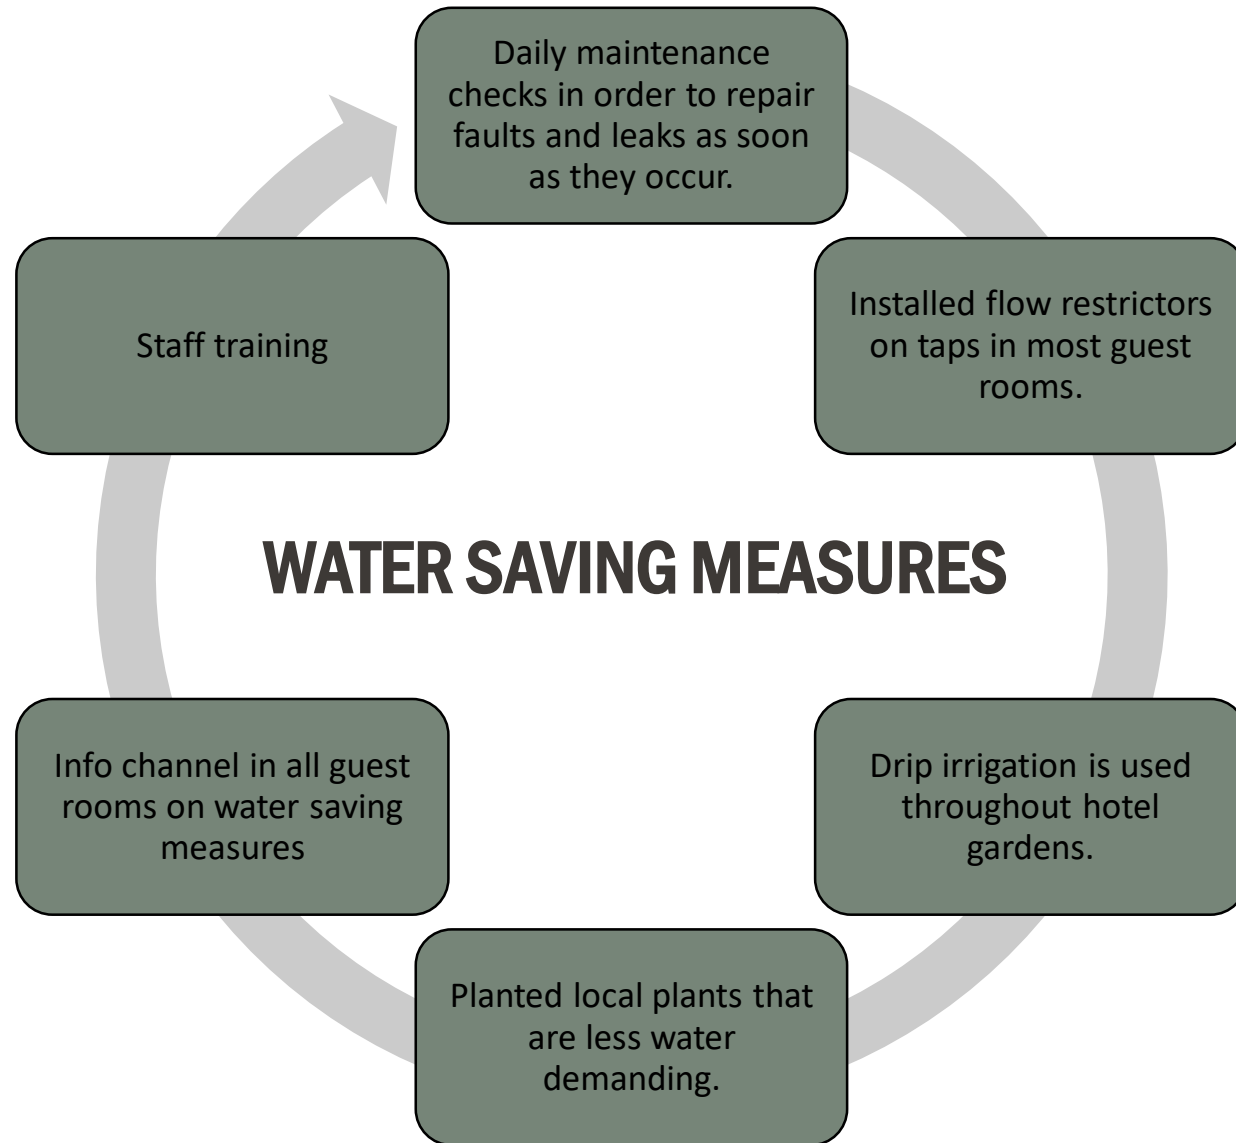 Daily maintenance
checks in order to repair
faults and leaks as soon
as they occur.
Installed flow restrictors
on taps in most guest
rooms.
Staff training
WATER SAVING MEASURES
Drip irrigation is used
throughout hotel
gardens.
Info channel in all guest
rooms on water saving
measures
Planted local plants that
are less water
demanding.